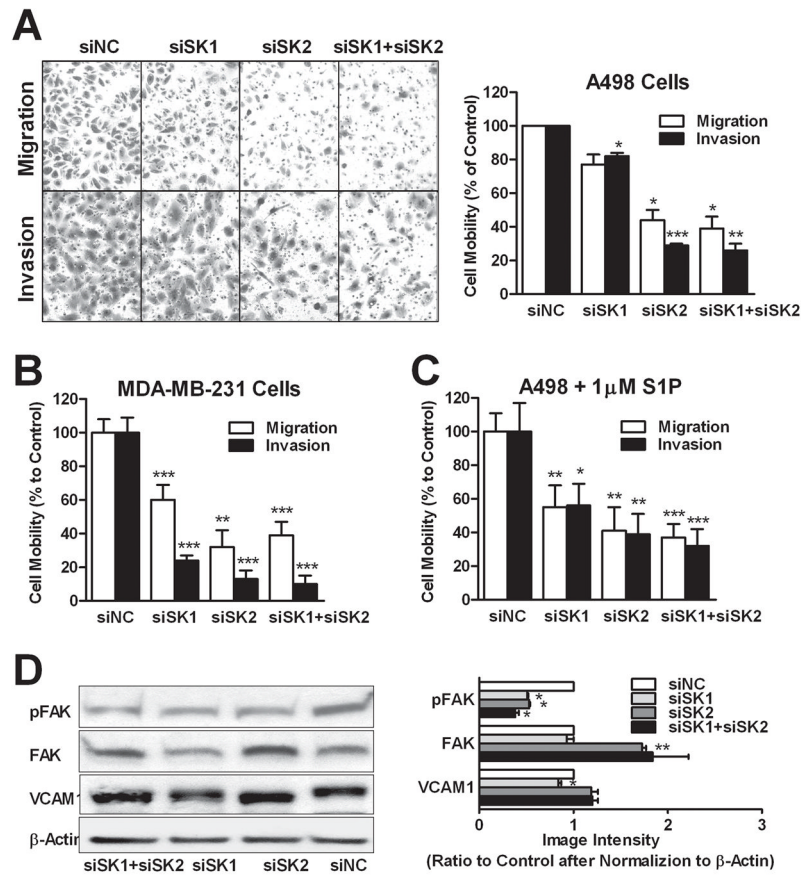 A
siNC siSK1 siSK2 siSK1+siSK2
Migration
Invasion
A498 Cells
Cell Mobility (% of Control)
120
100
80
60
40
20
0
Migration
Invasion
*
*
***
*
**
siNC siSK1 siSK2 siSK1+siSK2
B
MDA-MB-231 Cells
Cell Mobility (% to Control)
120
100
80
60
40
20
0
Migration
Invasion
***
***
**
***
***
***
siNC siSK1 siSK2 siSK1+siSK2
C
A498 + 1μM S1P
Cell Mobility (% to Control)
120
100
80
60
40
20
0
Migration
Invasion
**
*
**
**
***
***
siNC siSK1 siSK2 siSK1+siSK2
D
pFAK
FAK
VCAM1
β-Actin
siSK1+siSK2 siSK1 siSK2 siNC
siNC
siSK1
siSK2
siSK1+siSK2
pFAK
*
*
*
FAK
**
VCAM1
*
0 1 2 3
Image Intensity
(Ratio to Control after Normalizion to β-Actin)